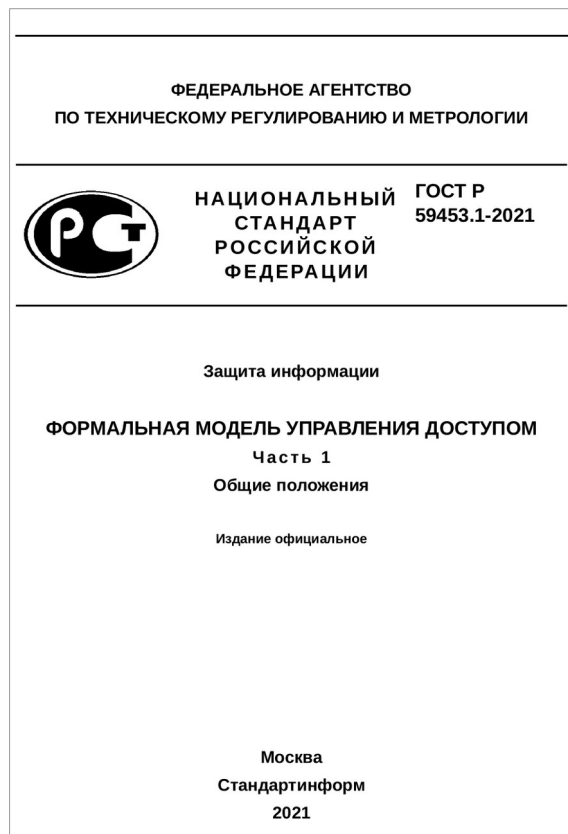 ФЕДЕРАЛЬНОЕ АГЕНТСТВО
ПО ТЕХНИЧЕСКОМУ РЕГУЛИРОВАНИЮ И МЕТРОЛОГИИ
РСТ
НАЦИОНАЛЬНЫЙ
СТАНДАРТ
РОССИЙСКОЙ
ФЕДЕРАЦИИ
ГОСТ Р
59453.1-2021
Защита информации
ФОРМАЛЬНАЯ МОДЕЛЬ УПРАВЛЕНИЯ ДОСТУПОМ
Часть 1
Общие положения
Издание официальное
Москва
Стандартинформ
2021